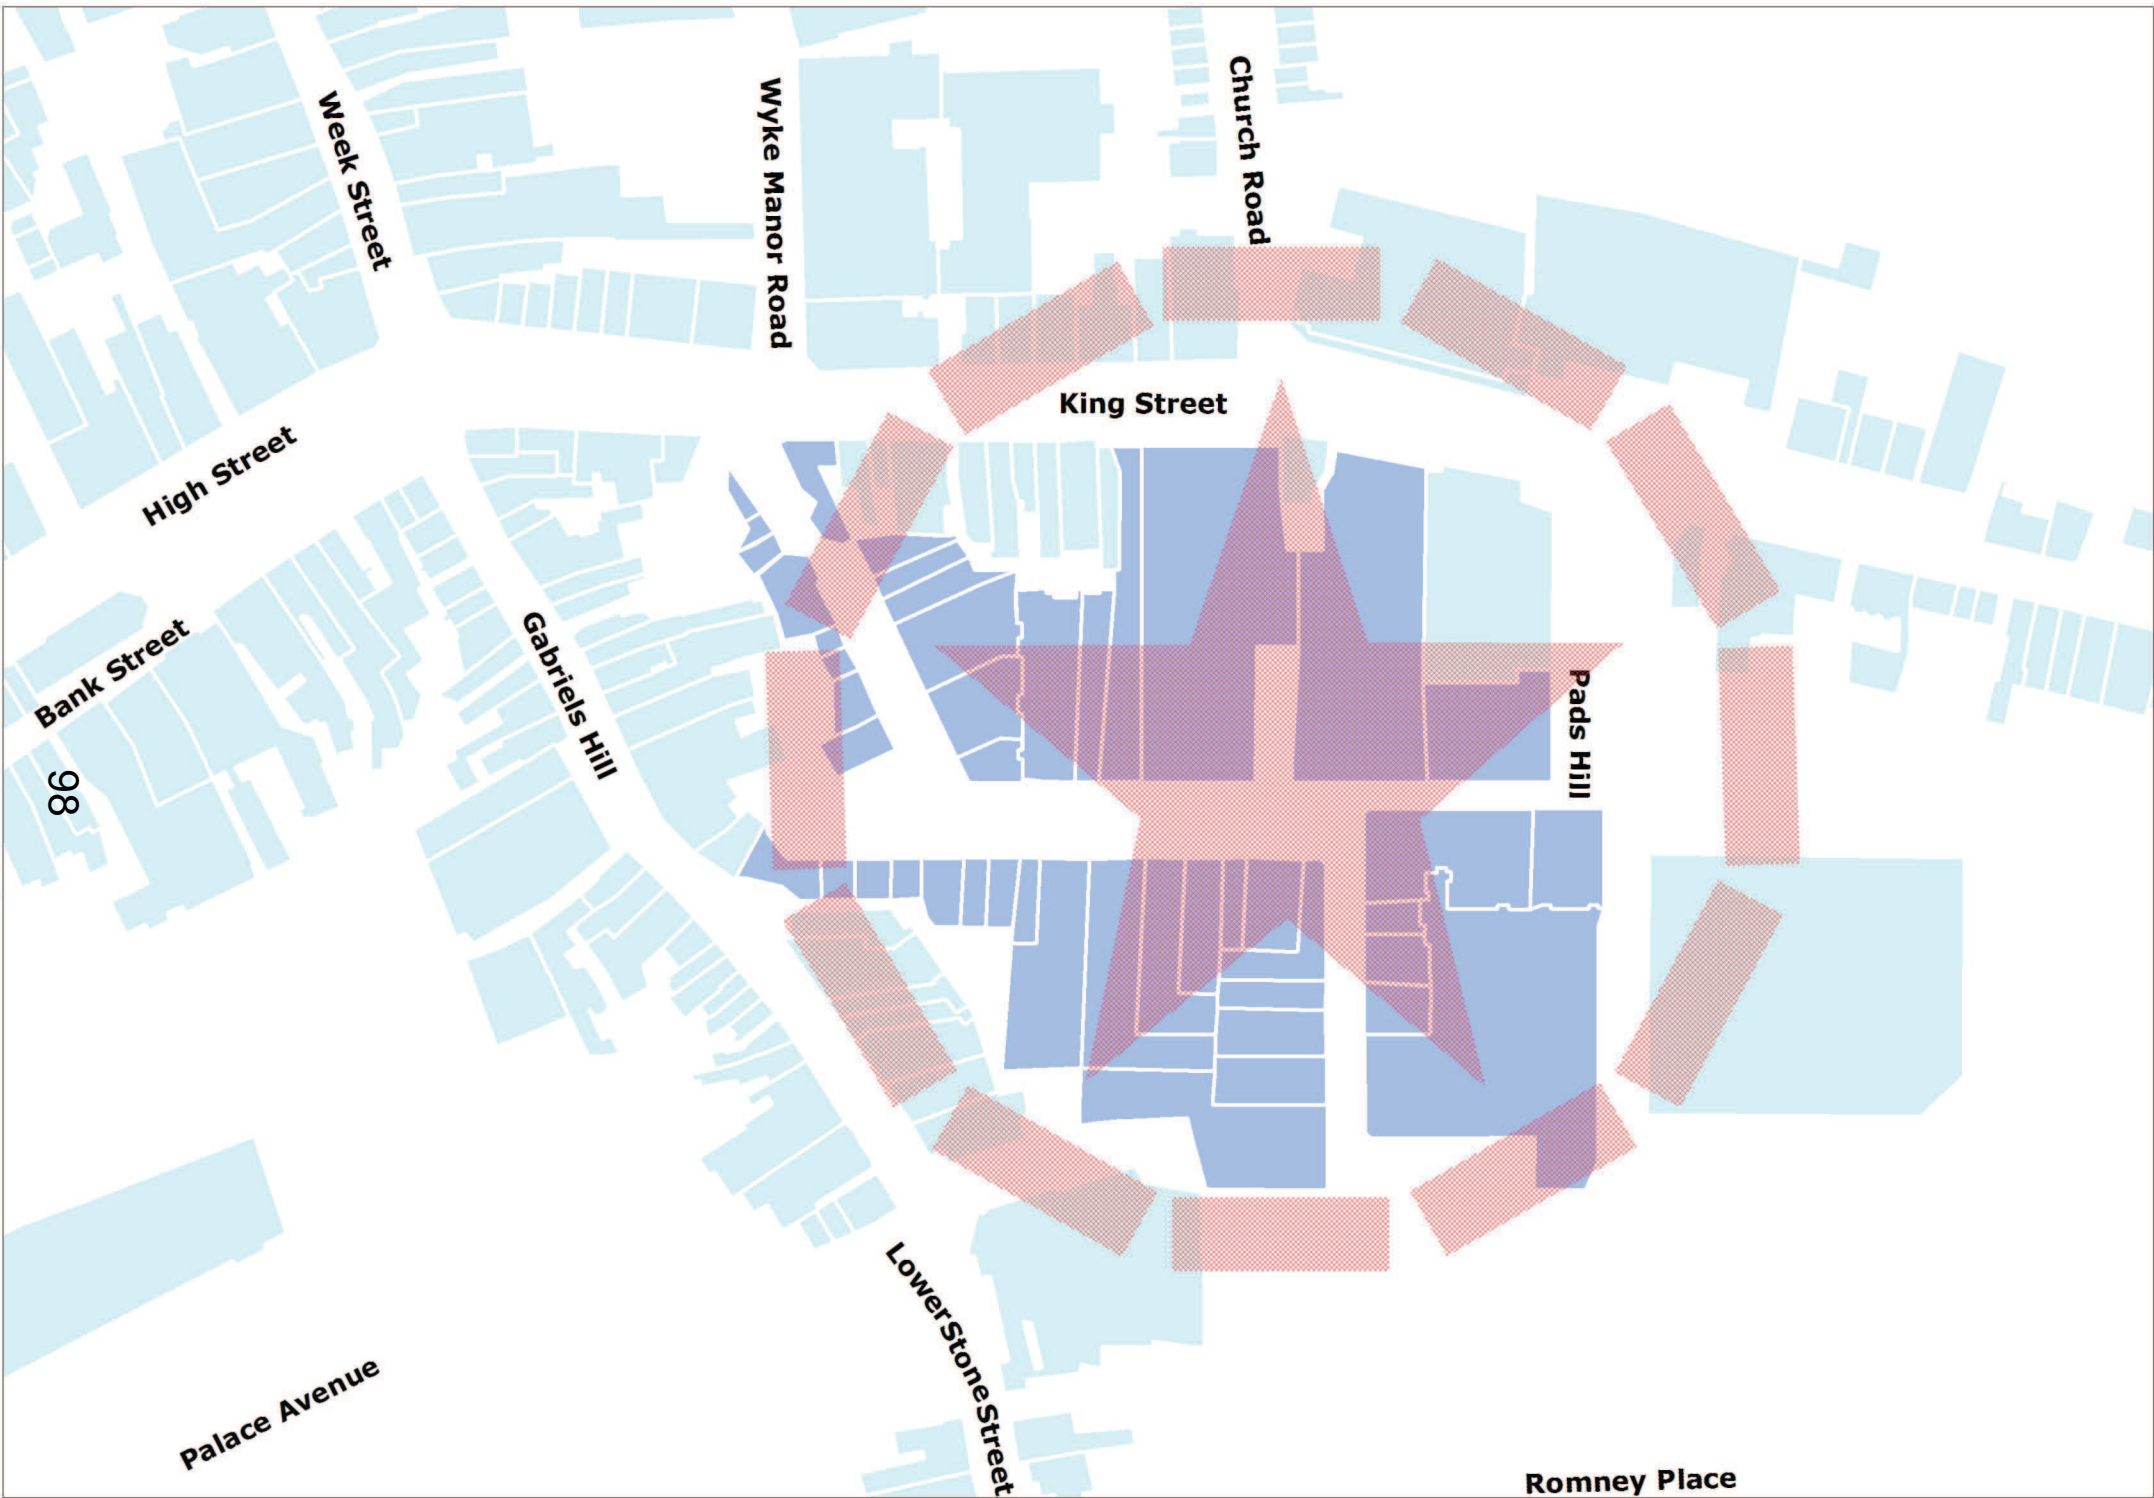 Week Street
Wyke Manor Road
Church Road
King Street
High Street
Bank Street
Gabriels Hill
Pads Hill
98
Lower Stone Street
Palace Avenue
Romney Place